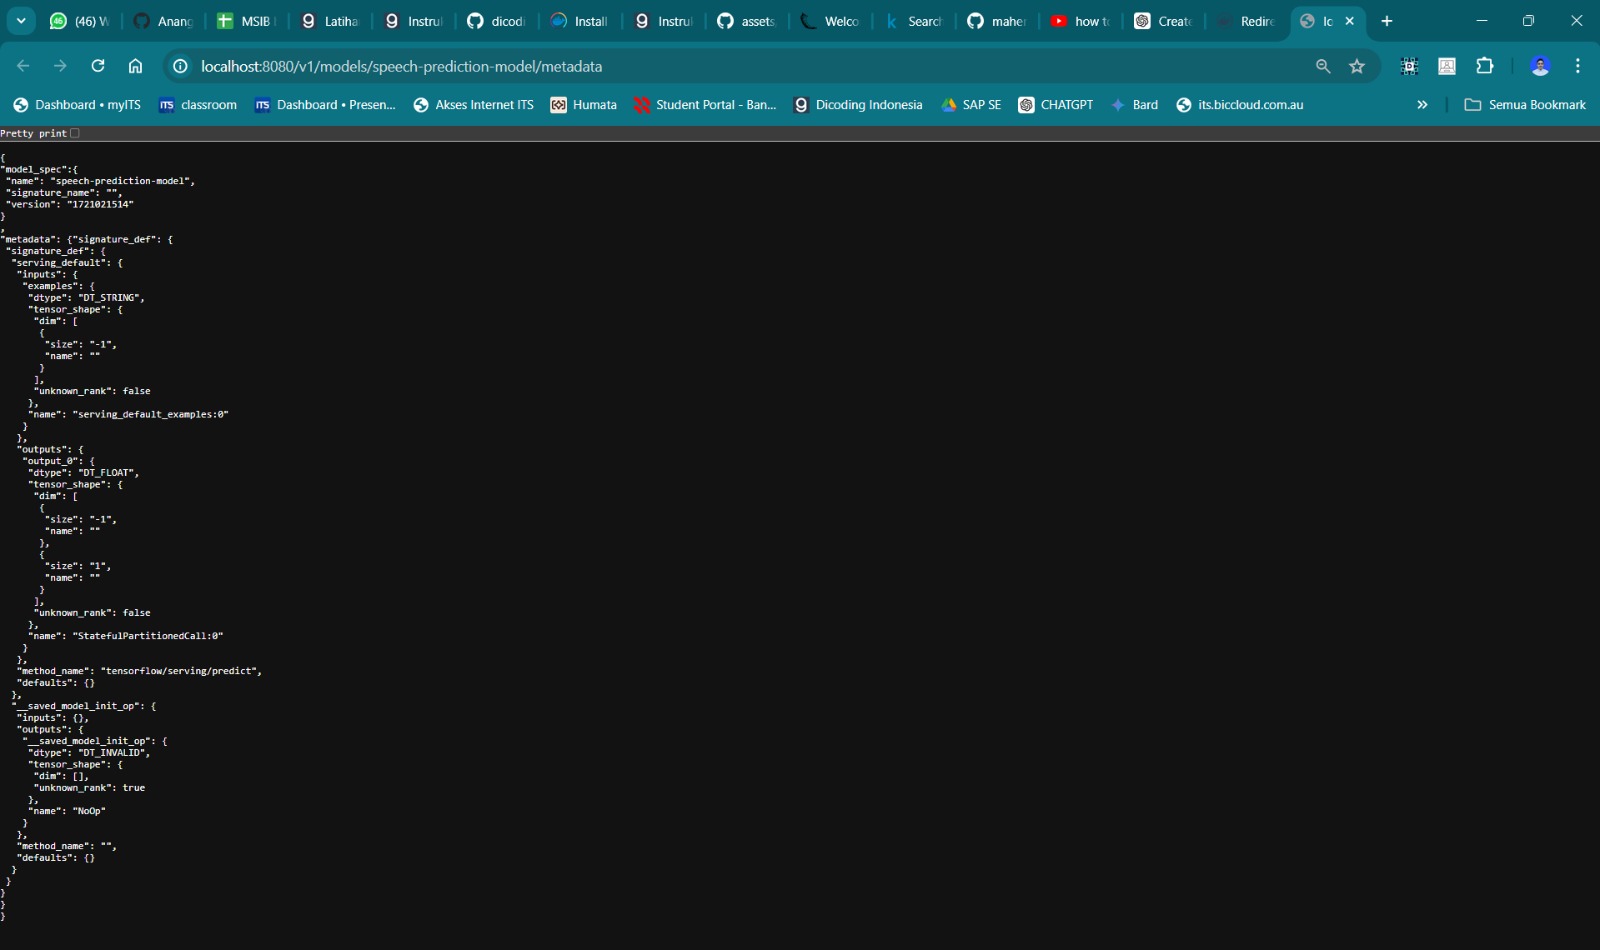 (46) W
Anang
MSIB
Latiha
Instru
dicodi
Install
Instru
assets
Welco
Search
maher
how to
Create
Redire
lo
localhost:8080/v1/models/speech-prediction-model/metadata
Dashboard • myITS
classroom
Dashboard • Presen...
Akses Internet ITS
Humata
Student Portal - Ban...
Dicoding Indonesia
SAP SE
CHATGPT
Bard
its.biccloud.com.au
Semua Bookmark
Pretty print
{
"model_spec":{
"name": "speech-prediction-model",
"signature_name": "",
"version": "1721021514"
}
,
"metadata": {"signature_def": {
"signature_def": {
"serving_default": {
"inputs": {
"examples": {
"dtype": "DT_STRING",
"tensor_shape": {
"dim": [
{
"size": "-1",
"name": ""
}
],
"unknown_rank": false
},
"name": "serving_default_examples:0"
}
},
"outputs": {
"output_0": {
"dtype": "DT_FLOAT",
"tensor_shape": {
"dim": [
{
"size": "-1",
"name": ""
},
{
"size": "1",
"name": ""
}
],
"unknown_rank": false
},
"name": "StatefulPartitionedCall:0"
}
},
"method_name": "tensorflow/serving/predict",
"defaults": {}
},
"__saved_model_init_op": {
"inputs": {},
"outputs": {
"__saved_model_init_op": {
"dtype": "DT_INVALID",
"tensor_shape": {
"dim": [],
"unknown_rank": true
},
"name": "NoOp"
}
},
"method_name": "",
"defaults": {}
}
}
}
}
}